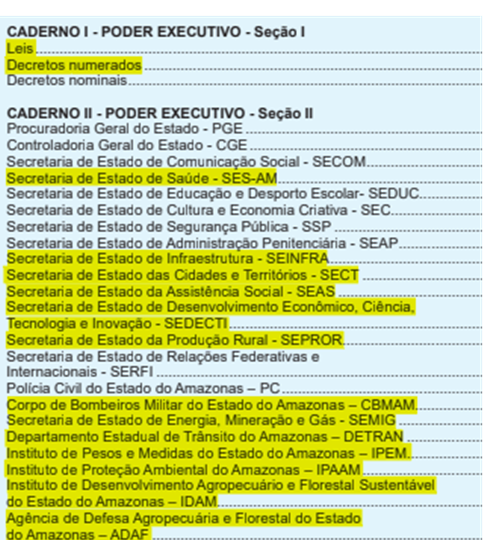 CADERNO I - PODER EXECUTIVO - Seção I
Leis
Decretos numerados
Decretos nominais
CADERNO II - PODER EXECUTIVO - Seção II
Procuradoria Geral do Estado - PGE
Controladoria Geral do Estado - CGE
Secretaria de Estado de Comunicação Social - SECOM
Secretaria de Estado de Saúde - SES-AM
Secretaria de Estado de Educação e Desporto Escolar- SEDUC
Secretaria de Estado de Cultura e Economia Criativa - SEC
Secretaria de Estado de Segurança Pública - SSP
Secretaria de Estado de Administração Penitenciária - SEAP
Secretaria de Estado de Infraestrutura - SEINFRA
Secretaria de Estado das Cidades e Territórios - SECT
Secretaria de Estado da Assistência Social - SEAS
Secretaria de Estado de Desenvolvimento Econômico, Ciência,
Tecnologia e Inovação - SEDECTI
Secretaria de Estado da Produção Rural - SEPROR
Secretaria de Estado de Relações Federativas e
Internacionais - SERFI
Polícia Civil do Estado do Amazonas – PC
Corpo de Bombeiros Militar do Estado do Amazonas – CBMAM
Secretaria de Estado de Energia, Mineração e Gás - SEMIG
Departamento Estadual de Trânsito do Amazonas – DETRAN
Instituto de Pesos e Medidas do Estado do Amazonas – IPEM
Instituto de Proteção Ambiental do Amazonas – IPAAM
Instituto de Desenvolvimento Agropecuário e Florestal Sustentável
do Estado do Amazonas – IDAM
Agência de Defesa Agropecuária e Florestal do Estado
do Amazonas – ADAF